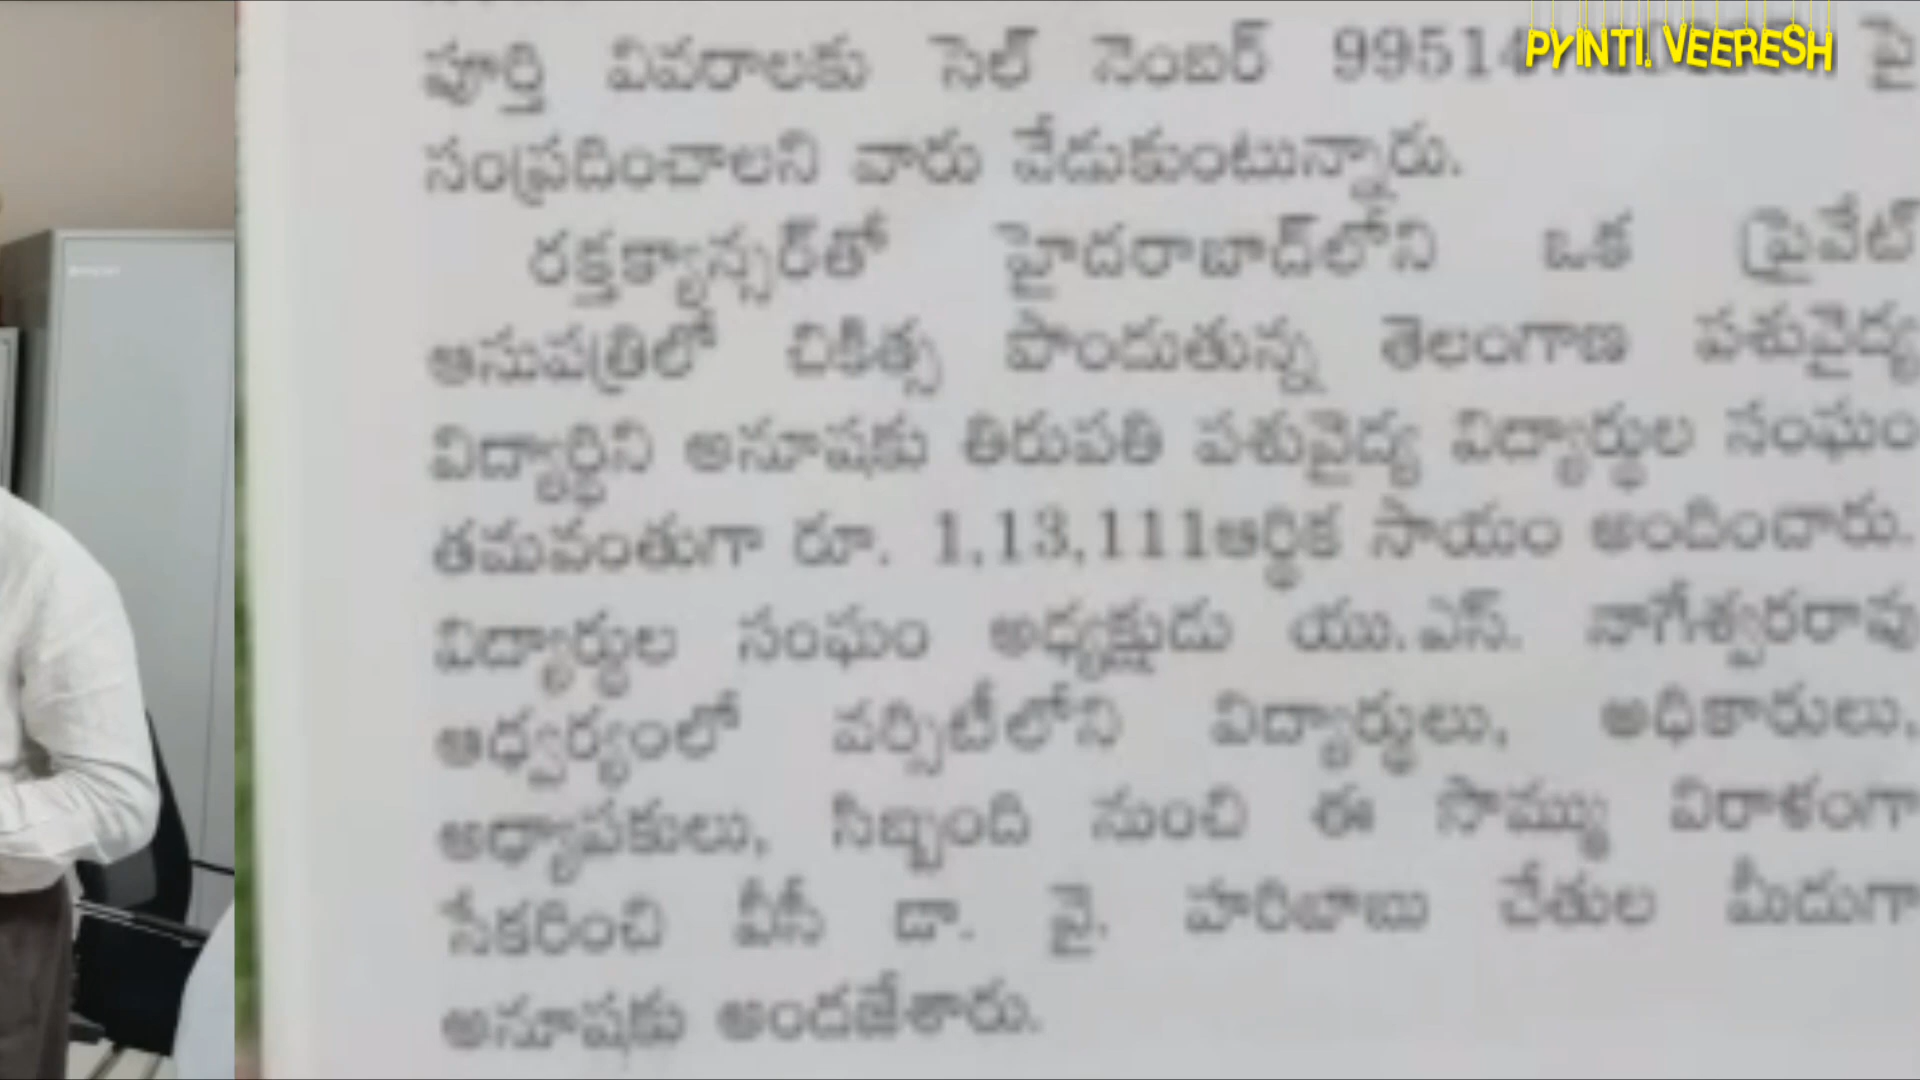 PYINTI. VEERESH
పూర్తి వివరాలకు సెల్ నెంబర్ 9951 పై
సంప్రదించాలని వారు వేడుకుంటున్నారు.
రక్తక్యాన్సర్‌తో హైదరాబాద్‌లోని ఒక ప్రైవేట్
ఆసుపత్రిలో చికిత్స పొందుతున్న తెలంగాణ పశువైద్య
విద్యార్థిని అనూషకు తిరుపతి పశువైద్య విద్యార్థుల సంఘం
తమవంతుగా రూ. 1,13,111ఆర్థిక సాయం అందించారు.
విద్యార్థుల సంఘం అధ్యక్షుడు యు.ఎస్. నాగేశ్వరరావు
ఆధ్వర్యంలో వర్సిటీలోని విద్యార్థులు, అధికారులు,
అధ్యాపకులు, సిబ్బంది నుంచి ఈ సొమ్ము విరాళంగా
సేకరించి వీసీ డా. వై. హరిబాబు చేతుల మీదుగా
అనూషకు అందజేశారు.